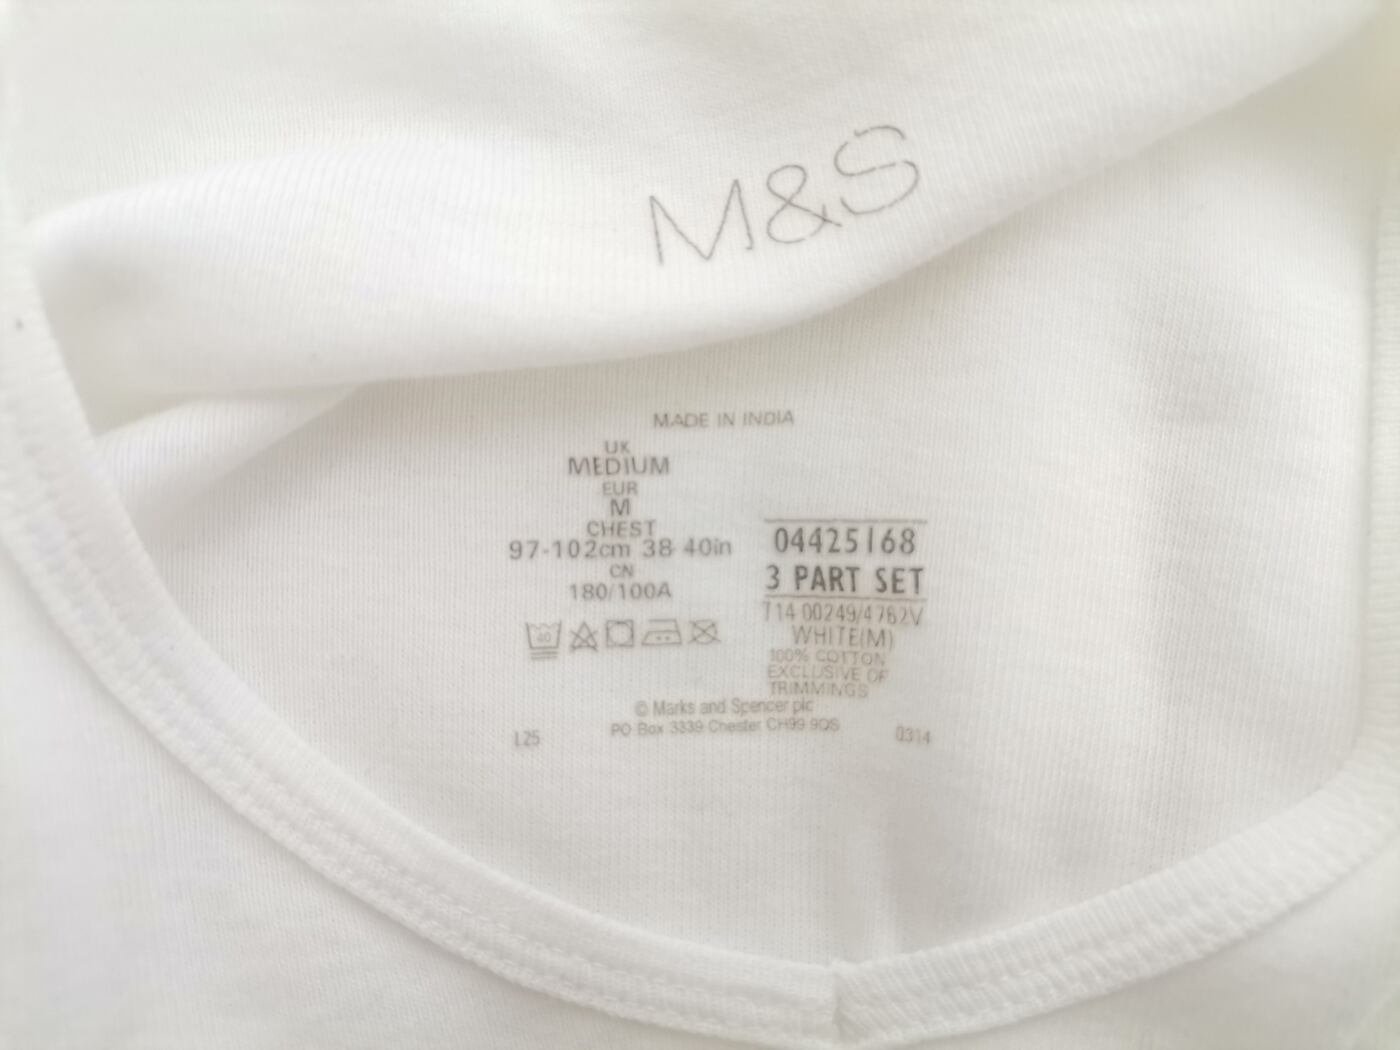 M&S
MADE IN INDIA
UK
MEDIUM
EUR
M
CHEST
97-102cm 38-40in
CN
180/100A
40
04425168
3 PART SET
T14 00249/4762V
WHITE(M)
100% COTTON
EXCLUSIVE OF
TRIMMINGS
© Marks and Spencer plc
PO Box 3339 Chester CH99 9QS
L25
0314